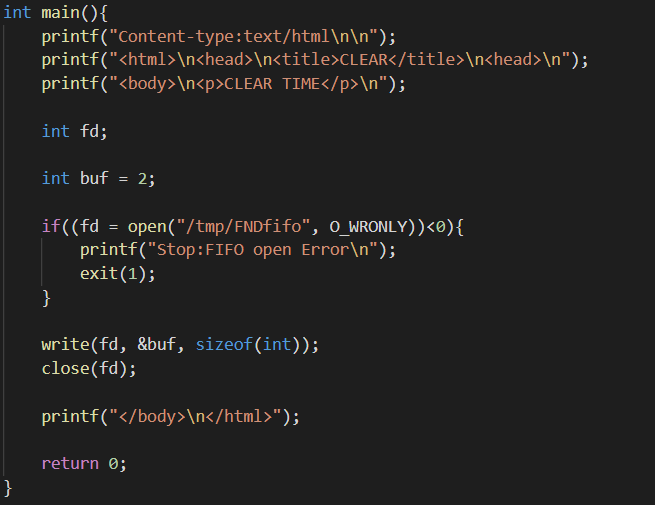 int main(){
    printf("Content-type:text/html\n\n");
    printf("<html>\n<head>\n<title>CLEAR</title>\n<head>\n");
    printf("<body>\n<p>CLEAR TIME</p>\n");

    int fd;

    int buf = 2;

    if((fd = open("/tmp/FNDfifo", O_WRONLY))<0){
        printf("Stop:FIFO open Error\n");
        exit(1);
    }

    write(fd, &buf, sizeof(int));
    close(fd);

    printf("</body>\n</html>");

    return 0;
}